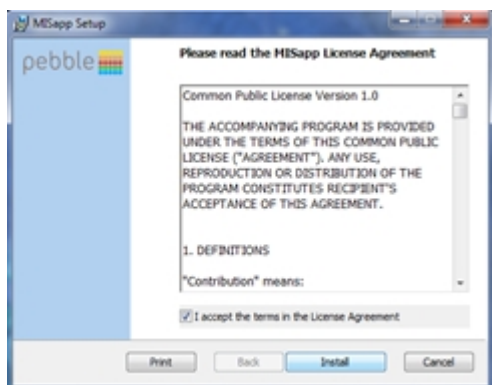 MISapp Setup
pebble
Please read the MISapp License Agreement
Common Public License Version 1.0
THE ACCOMPANYING PROGRAM IS PROVIDED
UNDER THE TERMS OF THIS COMMON PUBLIC
LICENSE ("AGREEMENT"). ANY USE,
REPRODUCTION OR DISTRIBUTION OF THE
PROGRAM CONSTITUTES RECIPIENT'S
ACCEPTANCE OF THIS AGREEMENT.
1. DEFINITIONS
"Contribution" means:
I accept the terms in the License Agreement
Print
Back
Install
Cancel